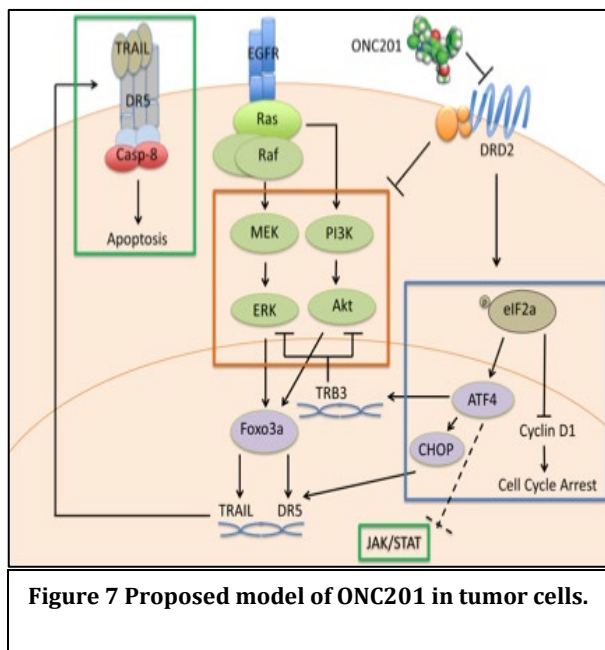 TRAIL
DR5
Casp-8
Apoptosis
EGFR
Ras
Raf
MEK
PI3K
ERK
Akt
TRB3
Foxo3a
TRAIL DR5
ONC201
DRD2
p
eIF2a
ATF4
CHOP
Cyclin D1
Cell Cycle Arrest
JAK/STAT
Figure 7 Proposed model of ONC201 in tumor cells.